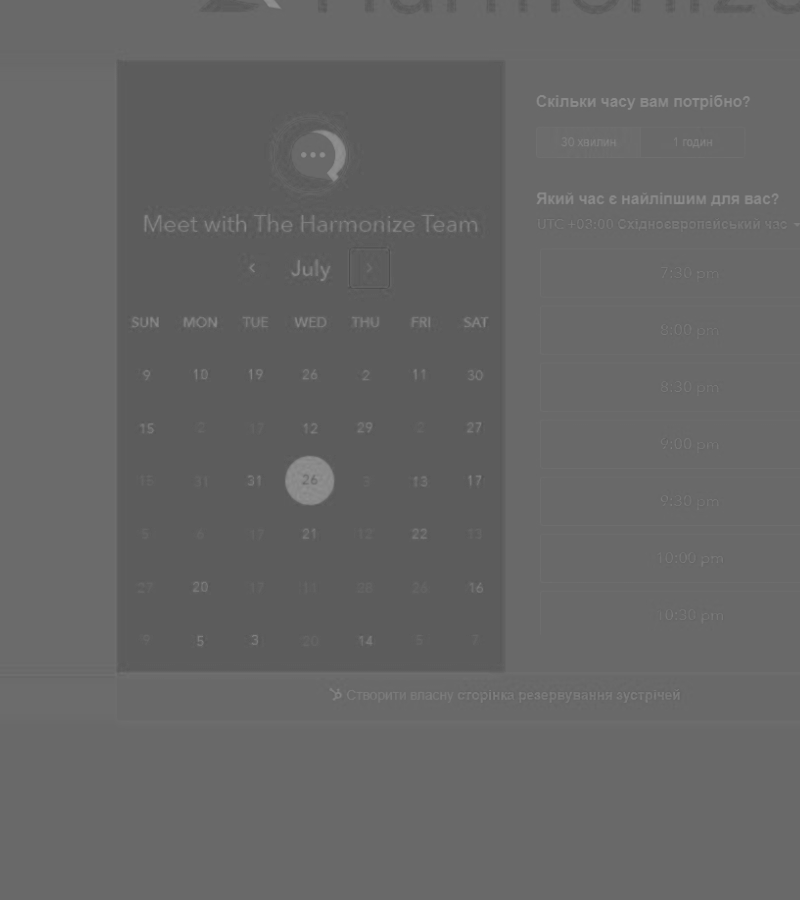 Harmonize
Meet with The Harmonize Team
July
SUN MON TUE WED THU FRI SAT
9 10 19 26 2 11 30
15 2 17 12 29 2 27
15 31 31 26 9 13 17
5 6 17 21 12 22 13
27 20 17 11 28 26 16
9 5 3 20 14 5 7
Скільки часу вам потрібно?
30 хвилин 1 годин
Який час є найліпшим для вас?
UTC +03:00 Східноєвропейський час
7:30 pm
8:00 pm
8:30 pm
9:00 pm
9:30 pm
10:00 pm
10:30 pm
Створити власну сторінка резервування зустрічей